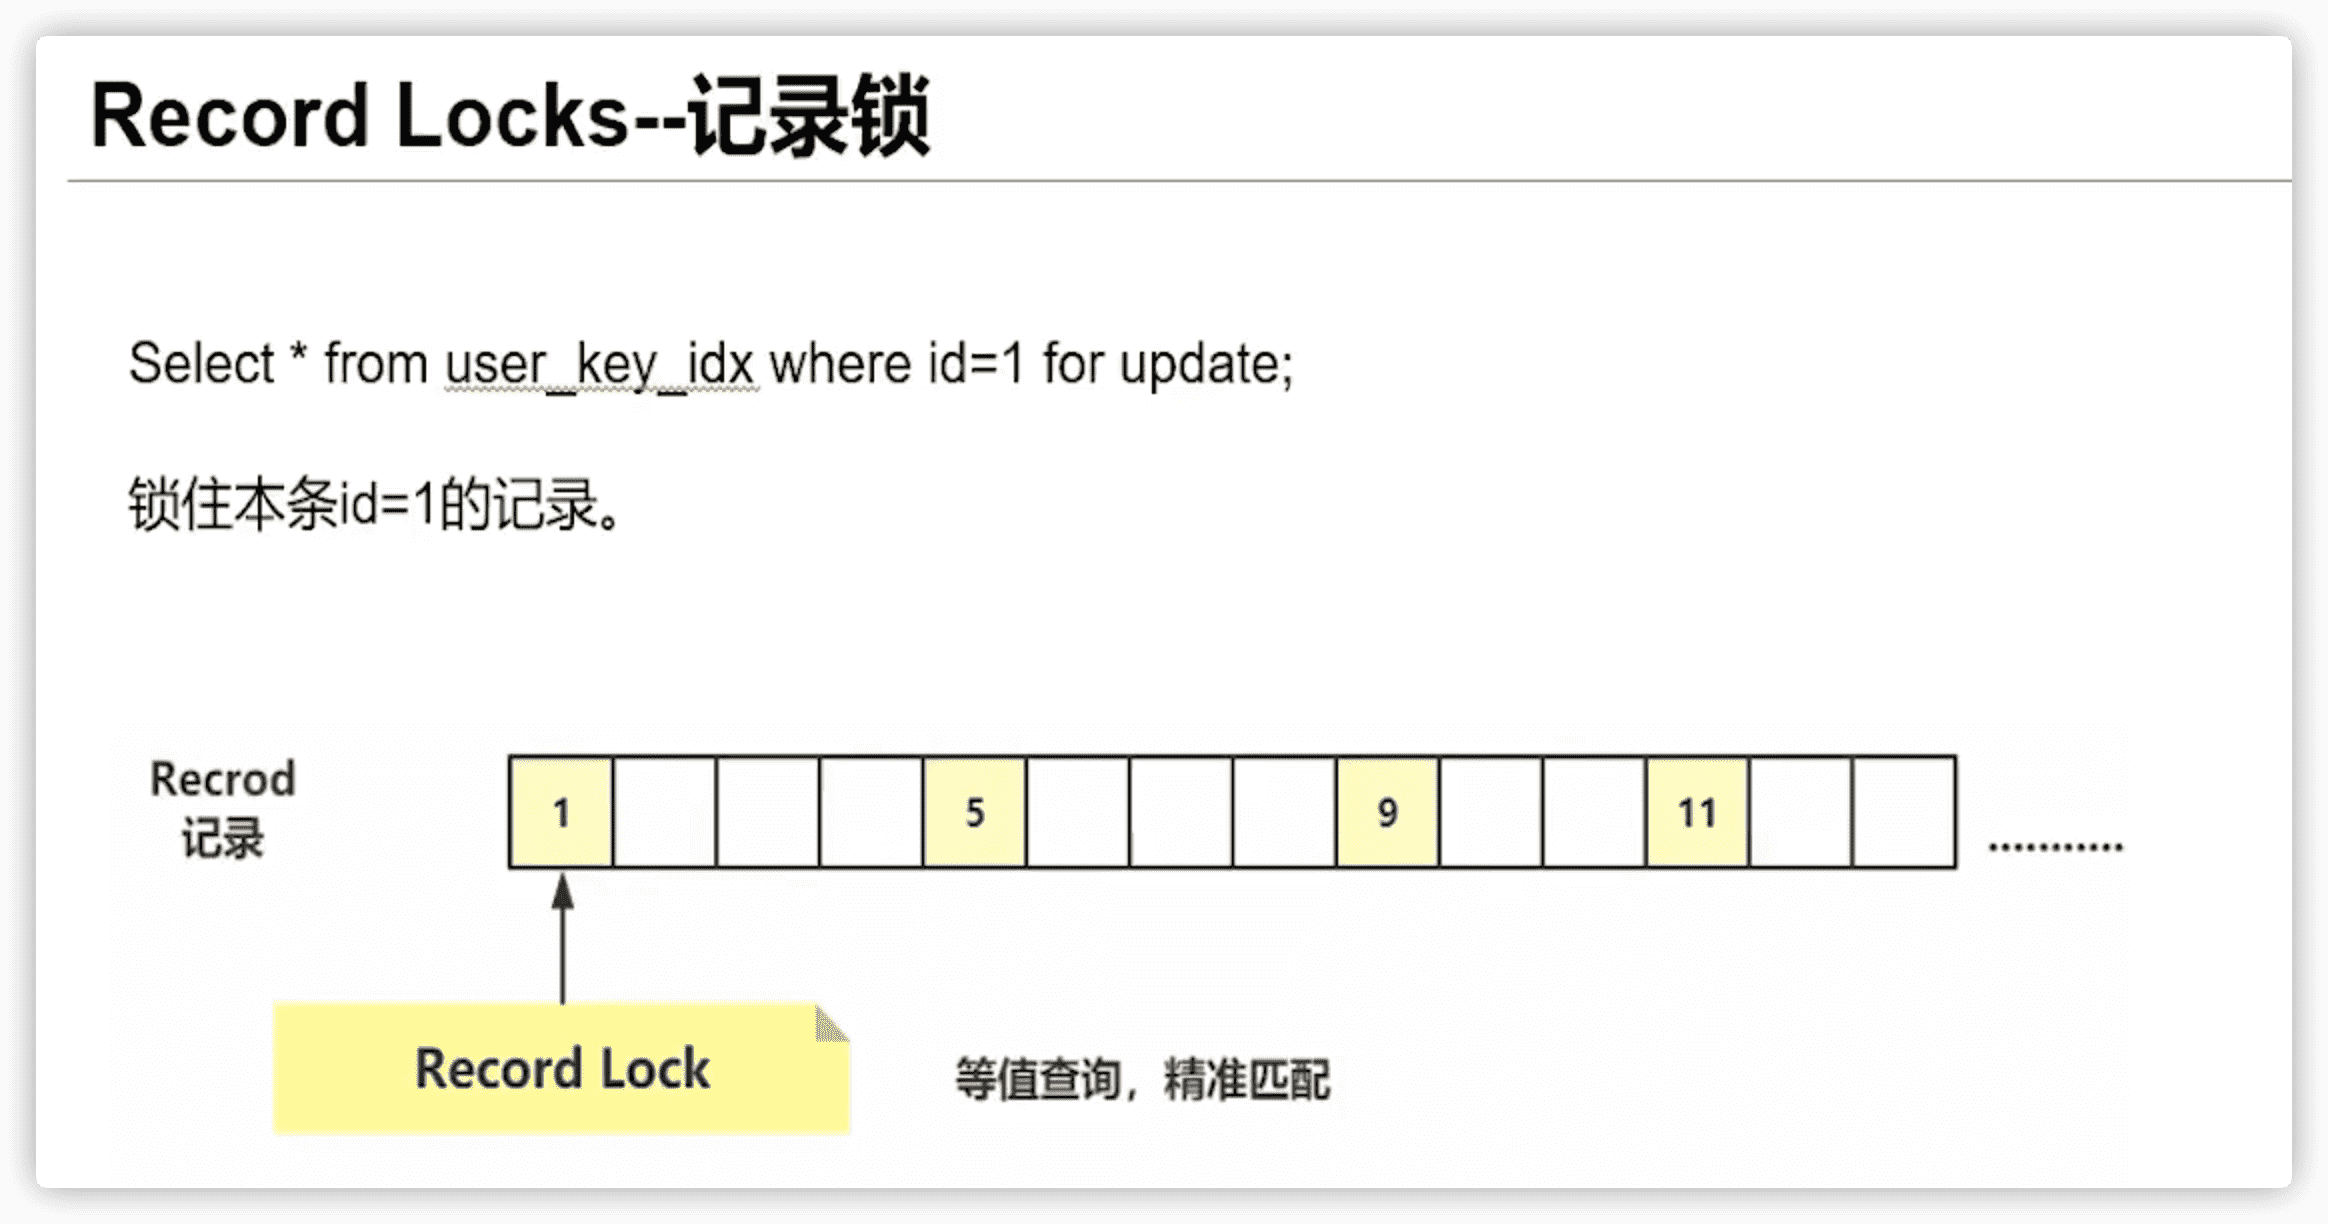 Record Locks--记录锁
Select * from user_key_idx where id=1 for update;
锁住本条id=1的记录。
Recrod
记录
1 5 9 11 ...........
Record Lock
等值查询，精准匹配